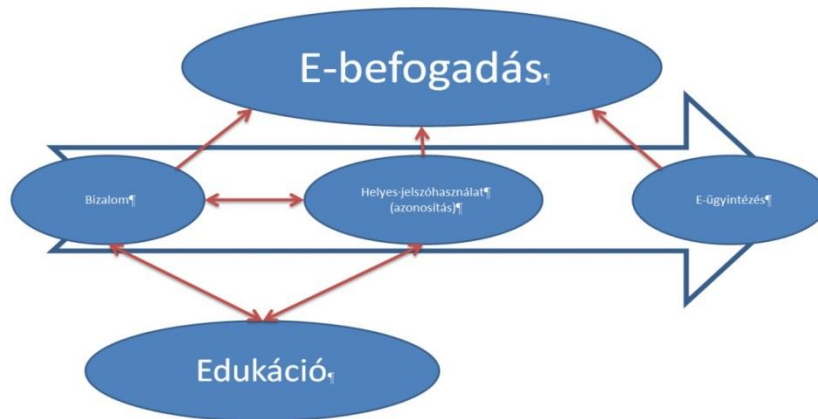 E-befogadás¶
Bizalom¶
Helyes-jelszóhasználat¶
(azonosítás)¶
E-ügyintézés¶
Edukáció¶